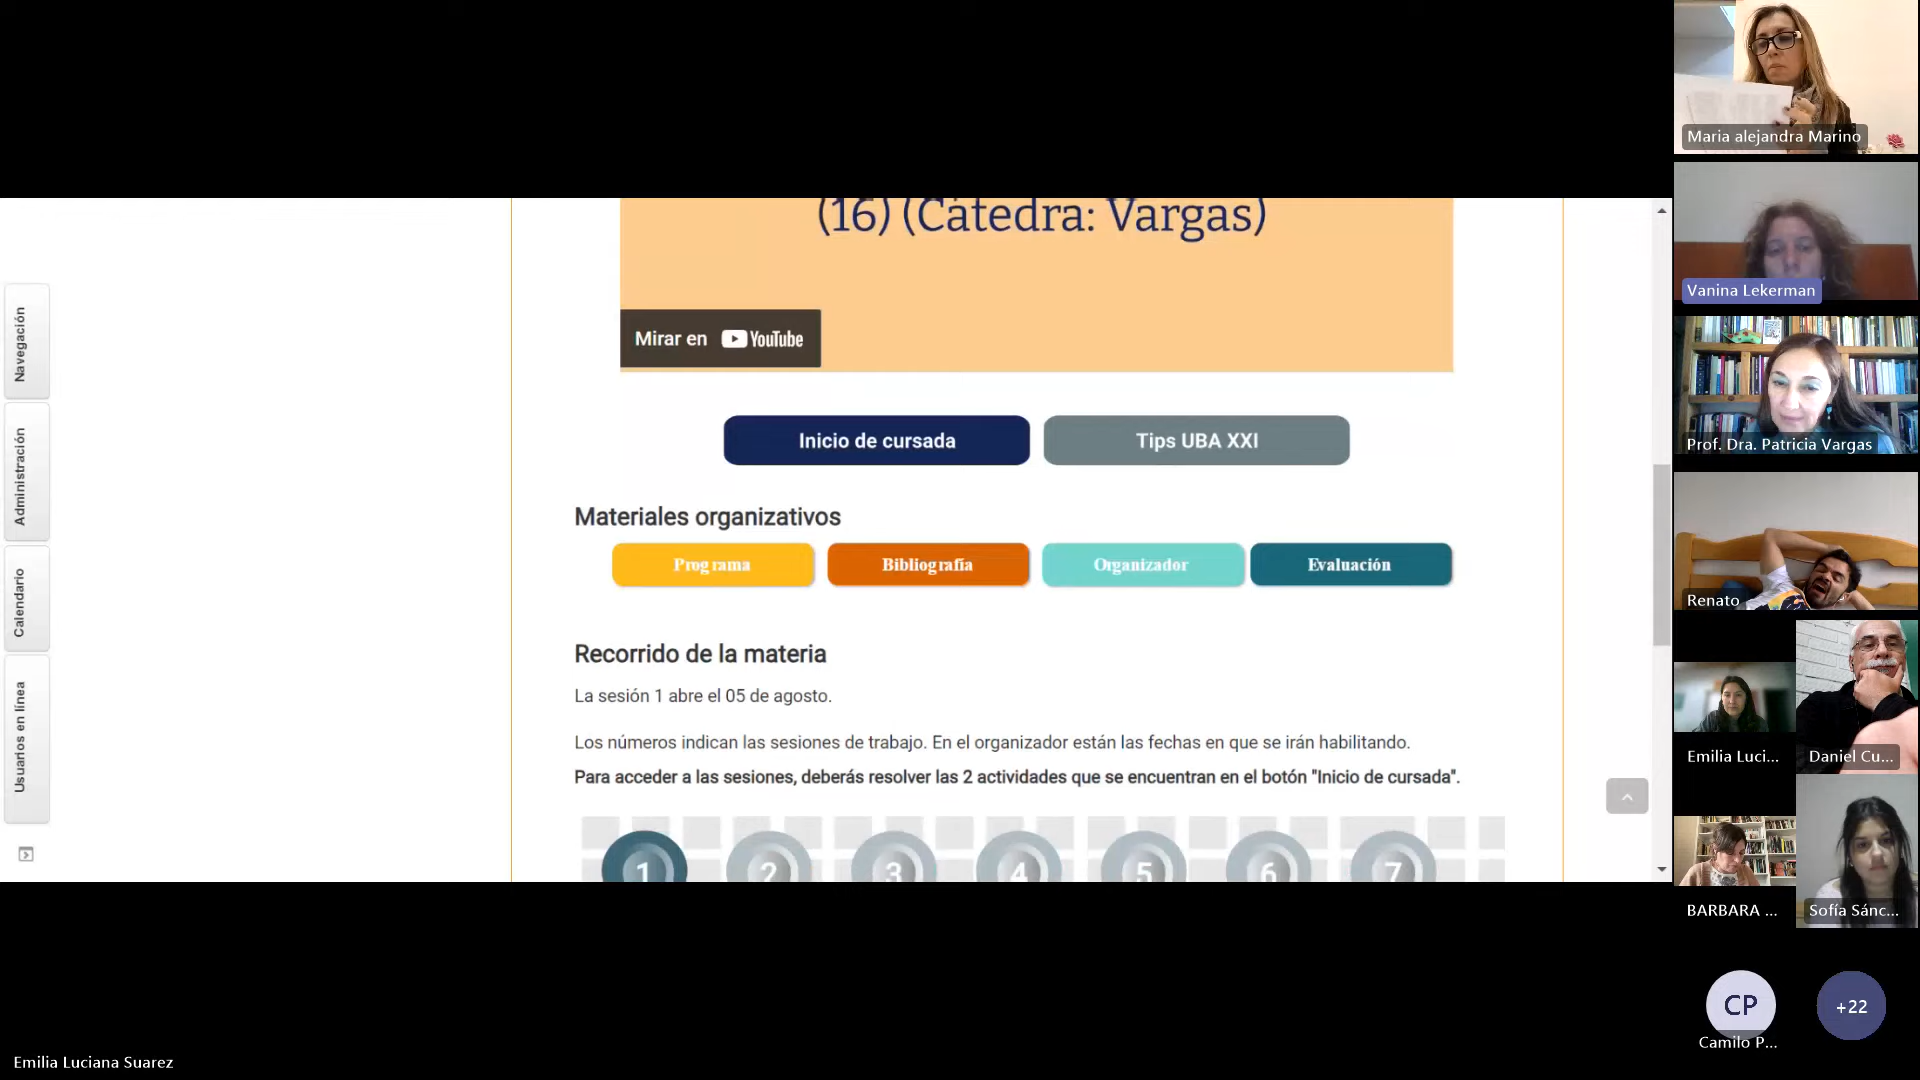 (16) (Cátedra: Vargas)
Mirar en YouTube
Inicio de cursada
Tips UBA XXI
Materiales organizativos
Programa
Bibliografía
Organizador
Evaluación
Recorrido de la materia
La sesión 1 abre el 05 de agosto.
Los números indican las sesiones de trabajo. En el organizador están las fechas en que se irán habilitando.
Para acceder a las sesiones, deberás resolver las 2 actividades que se encuentran en el botón "Inicio de cursada".
1
2
3
4
5
6
7
Navegación
Administración
Calendario
Usuarios en línea
Maria alejandra Marino
Vanina Lekerman
Prof. Dra. Patricia Vargas
Renato
Emilia Luci...
Daniel Cu...
BARBARA ...
Sofía Sánc...
CP
Camilo P...
+22
Emilia Luciana Suarez